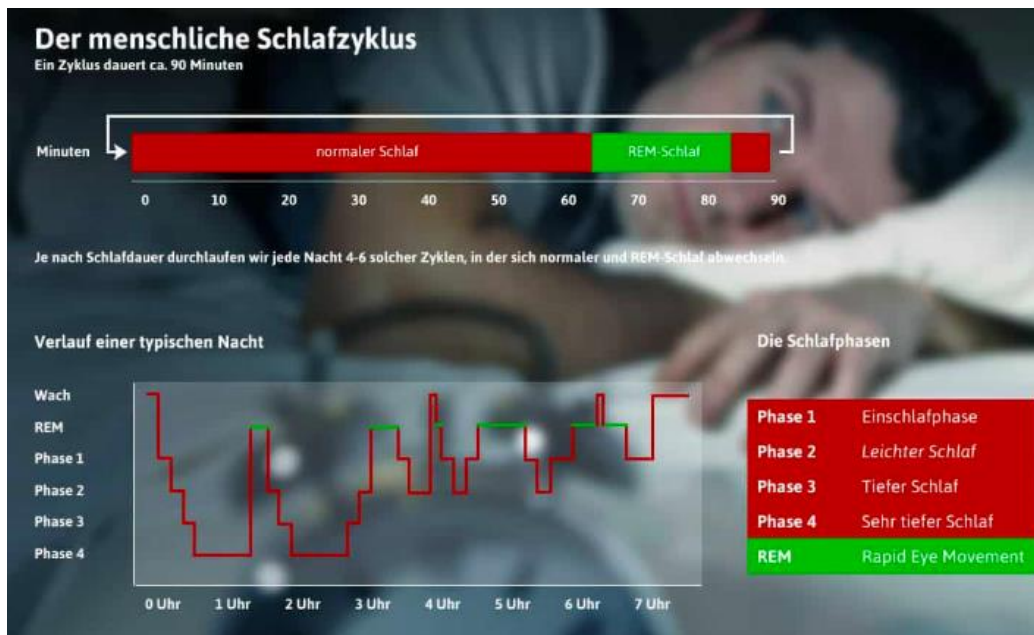 Der menschliche Schlafzyklus
Ein Zyklus dauert ca. 90 Minuten
Minuten
normaler Schlaf
REM-Schlaf
0 10 20 30 40 50 60 70 80 90
Je nach Schlafdauer durchlaufen wir jede Nacht 4-6 solcher Zyklen, in der sich normaler und REM-Schlaf abwechseln.
Verlauf einer typischen Nacht
Wach
REM
Phase 1
Phase 2
Phase 3
Phase 4
0 Uhr 1 Uhr 2 Uhr 3 Uhr 4 Uhr 5 Uhr 6 Uhr 7 Uhr
Die Schlafphasen
Phase 1 Einschlafphase
Phase 2 Leichter Schlaf
Phase 3 Tiefer Schlaf
Phase 4 Sehr tiefer Schlaf
REM Rapid Eye Movement